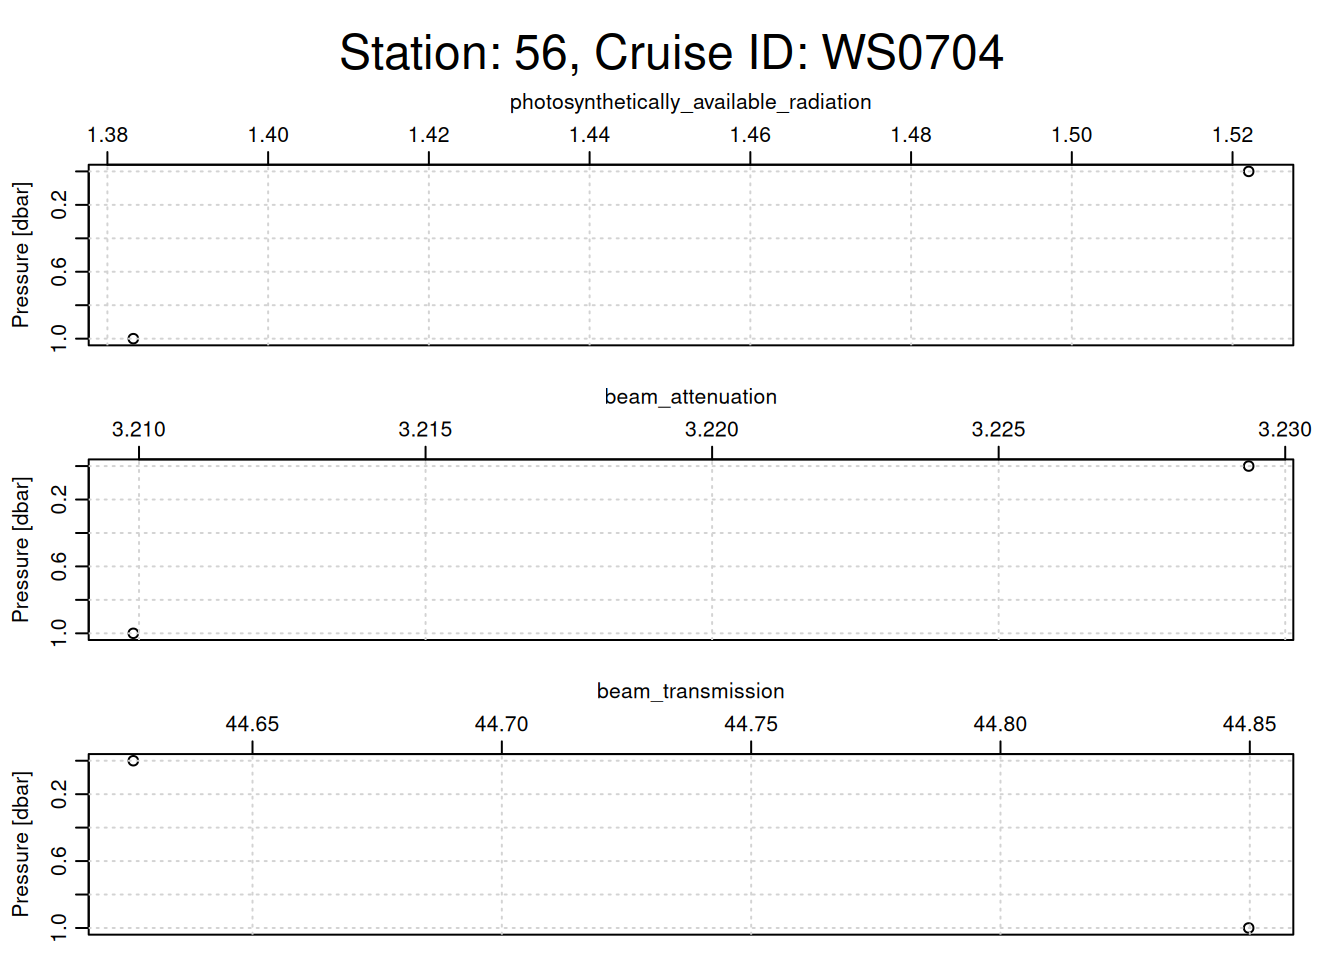 Station: 56, Cruise ID: WS0704
photosynthetically_available_radiation
1.38 1.40 1.42 1.44 1.46 1.48 1.50 1.52
Pressure [dbar]
0.2
0.6
1.0
beam_attenuation
3.210 3.215 3.220 3.225 3.230
Pressure [dbar]
0.2
0.6
1.0
beam_transmission
44.65 44.70 44.75 44.80 44.85
Pressure [dbar]
0.2
0.6
1.0